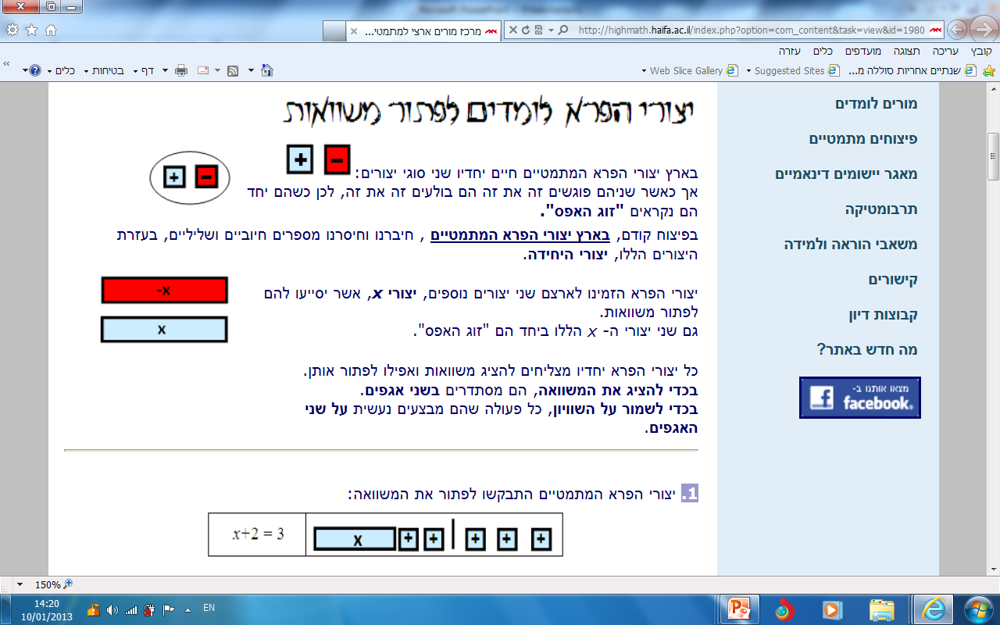 Microsoft PowerPoint
מרכז מורים ארצי למתמטי...
http://highmath.haifa.ac.il/index.php?option=com_content&task=view&id=1980
קובץ עריכה תצוגה מועדפים כלים עזרה
שנתיים אחריות סוללה מ... Suggested Sites Web Slice Gallery
דף בטיחות כלים
מורים לומדים
פיצוחים מתמטיים
מאגר יישומים דינאמיים
תרבומטיקה
משאבי הוראה ולמידה
קישורים
קבוצות דיון
מה חדש באתר?
מצאו אותנו ב-
facebook
יצורי הפרא לומדים לפתור משוואות
בארץ יצורי הפרא המתמטיים חיים יחדיו שני סוגי יצורים: - +
+ -
אך כאשר שניהם פוגשים זה את זה הם בולעים זה את זה, לכן כשהם יחד
הם נקראים "זוג האפס".
בפיצוח קודם, בארץ יצורי הפרא המתמטיים , חיברנו וחיסרנו מספרים חיוביים ושליליים, בעזרת
היצורים הללו, יצורי היחידה.
יצורי הפרא הזמינו לארצם שני יצורים נוספים, יצורי x, אשר יסייעו להם
לפתור משוואות.
גם שני יצורי ה- x הללו ביחד הם "זוג האפס".
-x
x
כל יצורי הפרא יחדיו מצליחים להציג משוואות ואפילו לפתור אותן.
בכדי להציג את המשוואה, הם מסתדרים בשני אגפים.
בכדי לשמור על השוויון, כל פעולה שהם מבצעים נעשית על שני
האגפים.
1. יצורי הפרא המתמטיים התבקשו לפתור את המשוואה:
x+2 = 3 x + + | + + +
150%
EN
14:20
10/01/2013